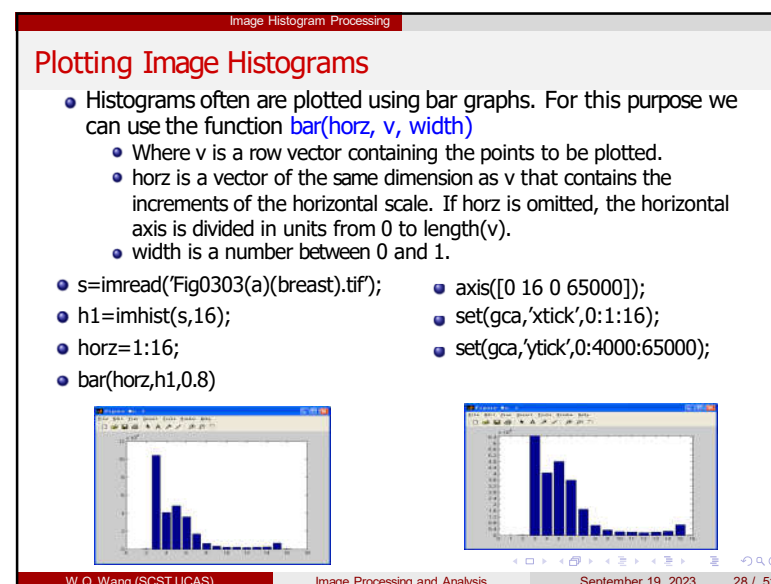 Image Histogram Processing
Plotting Image Histograms
Histograms often are plotted using bar graphs. For this purpose we
can use the function bar(horz, v, width)
Where v is a row vector containing the points to be plotted.
horz is a vector of the same dimension as v that contains the
increments of the horizontal scale. If horz is omitted, the horizontal
axis is divided in units from 0 to length(v).
width is a number between 0 and 1.
s=imread('Fig0303(a)(breast).tif');
h1=imhist(s,16);
horz=1:16;
bar(horz,h1,0.8)
axis([0 16 0 65000]);
set(gca,'xtick',0:1:16);
set(gca,'ytick',0:4000:65000);
W.Q. Wang (SCST,UCAS)
Image Processing and Analysis
September 19, 2023
28 /